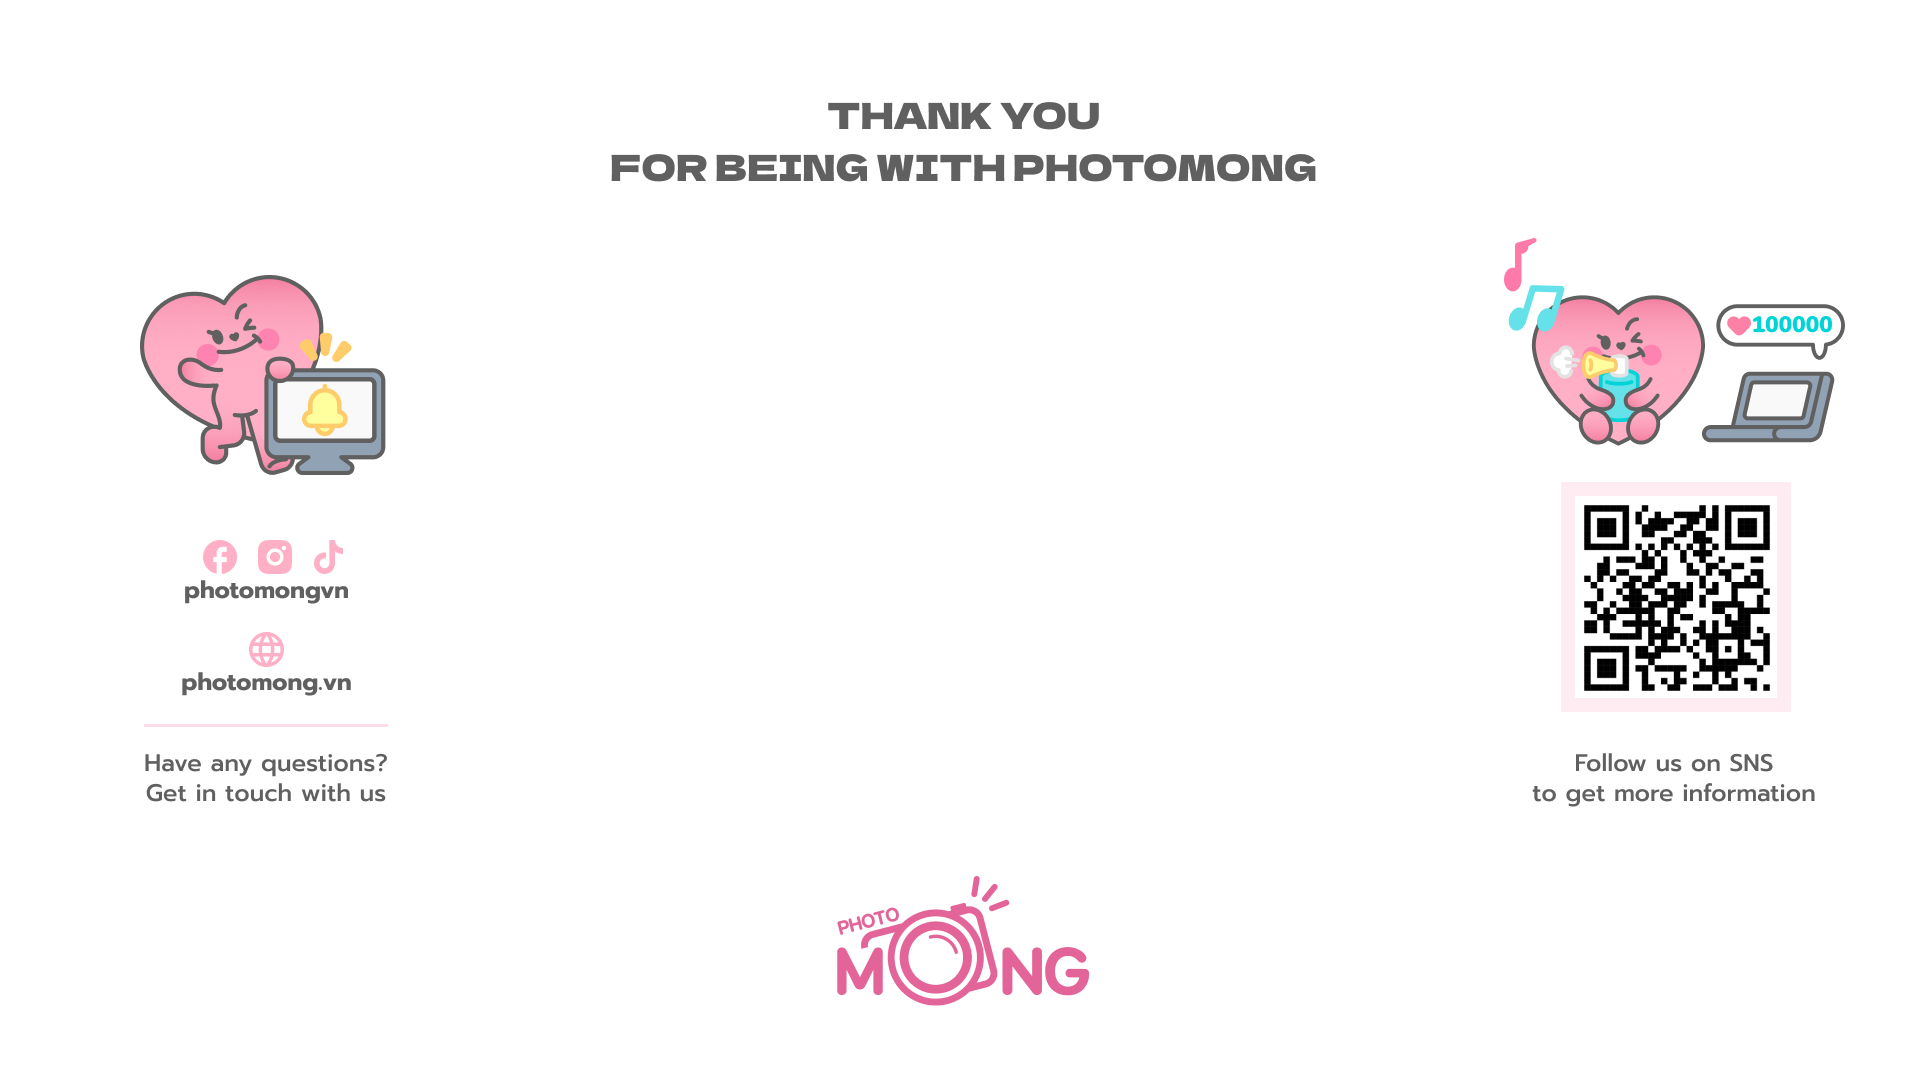 THANK YOU
FOR BEING WITH PHOTOMONG
100000
photomongvn
photomong.vn
Have any questions?
Get in touch with us
Follow us on SNS
to get more information
PHOTO
MONG